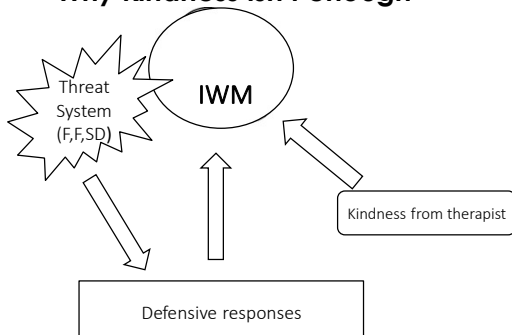 Why Kindness Isn't Enough
Threat
System
(F,F,SD)
IWM
Kindness from therapist
Defensive responses